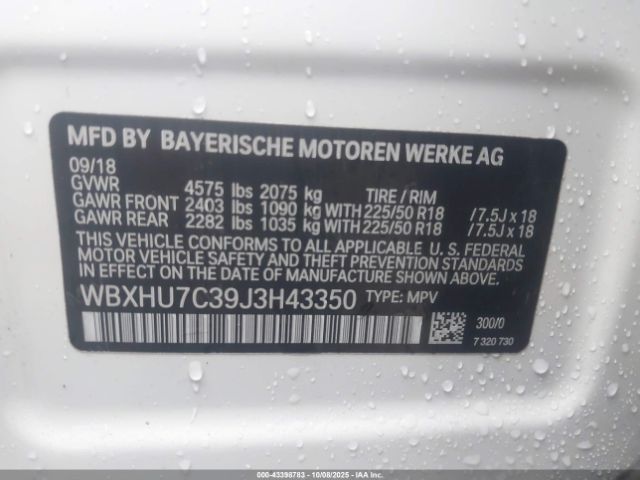 MFD BY BAYERISCHE MOTOREN WERKE AG
09/18
GVWR 4575 lbs 2075 kg TIRE / RIM
GAWR FRONT 2403 lbs 1090 kg WITH 225/50 R18 /7.5J x 18
GAWR REAR 2282 lbs 1035 kg WITH 225/50 R18 /7.5J x 18
THIS VEHICLE CONFORMS TO ALL APPLICABLE U. S. FEDERAL
MOTOR VEHICLE SAFETY, BUMPER, AND THEFT PREVENTION
STANDARDS IN EFFECT ON THE DATE OF MANUFACTURE SHOWN ABOVE.
WBXHU7C39J3H43350 TYPE: MPV
300/0
7 320 730
000-43398783 - 10/08/2025 - IAAI.COM